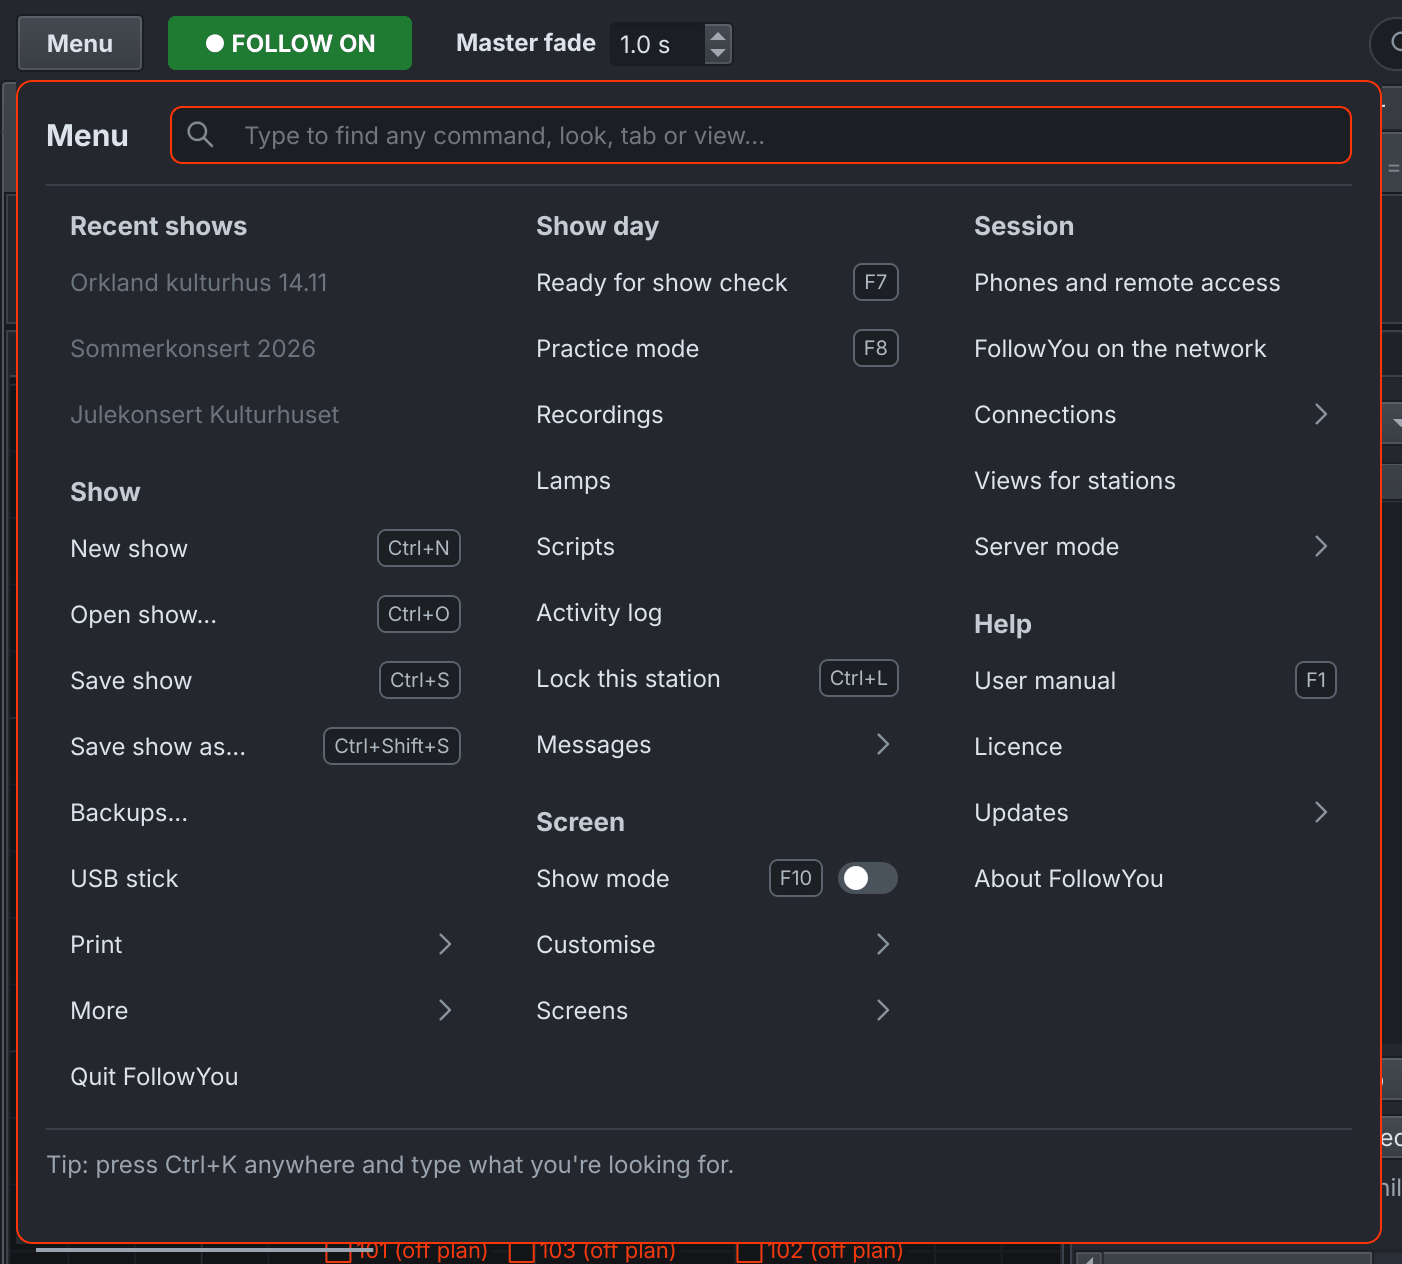 Menu
FOLLOW ON
Master fade
1.0 s
Menu
Type to find any command, look, tab or view...
Recent shows
Orkland kulturhus 14.11
Sommerkonsert 2026
Julekonsert Kulturhuset
Show
New show Ctrl+N
Open show... Ctrl+O
Save show Ctrl+S
Save show as... Ctrl+Shift+S
Backups...
USB stick
Print
More
Quit FollowYou
Show day
Ready for show check F7
Practice mode F8
Recordings
Lamps
Scripts
Activity log
Lock this station Ctrl+L
Messages
Screen
Show mode F10
Customise
Screens
Session
Phones and remote access
FollowYou on the network
Connections
Views for stations
Server mode
Help
User manual F1
Licence
Updates
About FollowYou
Tip: press Ctrl+K anywhere and type what you're looking for.
101 (off plan)
103 (off plan)
102 (off plan)